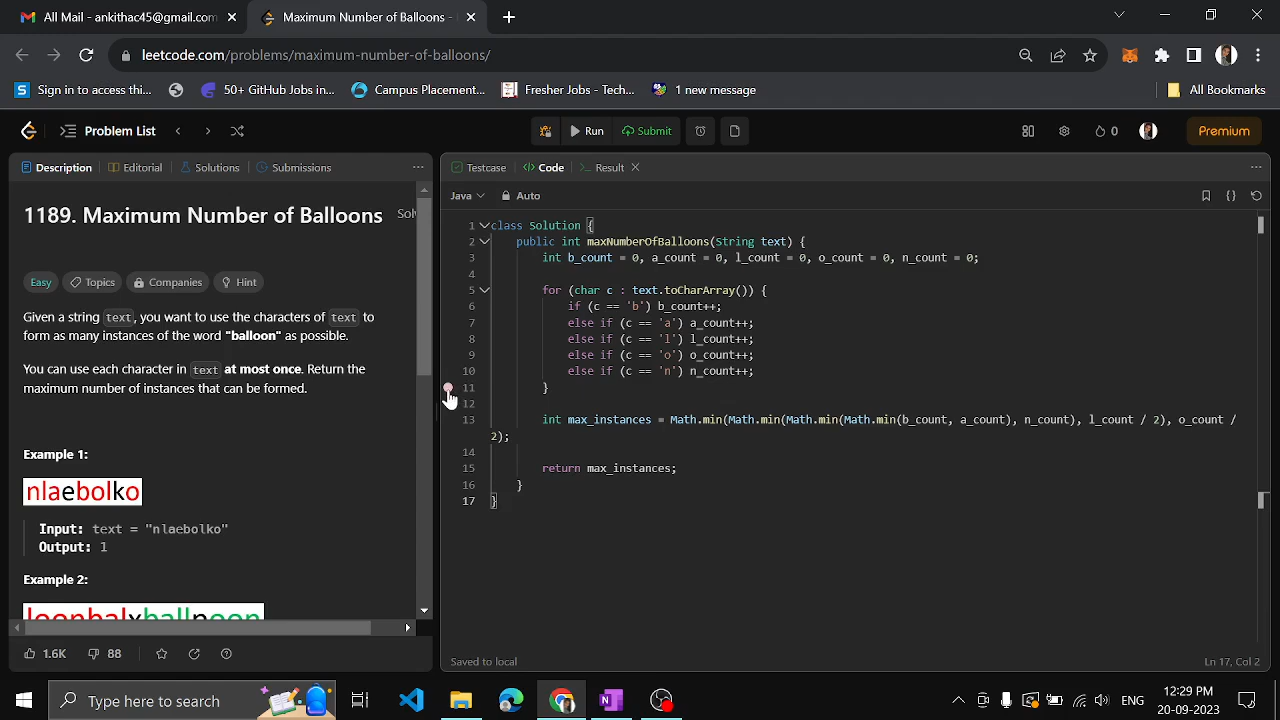 All Mail - ankithac45@gmail.com
Maximum Number of Balloons -
leetcode.com/problems/maximum-number-of-balloons/
Sign in to access thi...
50+ GitHub Jobs in...
Campus Placement...
Fresher Jobs - Tech...
1 new message
All Bookmarks
Problem List
Run
Submit
0
Premium
Description
Editorial
Solutions
Submissions
Testcase
</> Code
Result
Java
Auto
1189. Maximum Number of Balloons
Solv
Easy
Topics
Companies
Hint
Given a string text, you want to use the characters of text to
form as many instances of the word "balloon" as possible.
You can use each character in text at most once. Return the
maximum number of instances that can be formed.
Example 1:
nlaebolko
Input: text = "nlaebolko"
Output: 1
Example 2:
loonbalxballpoon
1.6K
88
1 class Solution {
2 public int maxNumberOfBalloons(String text) {
3 int b_count = 0, a_count = 0, l_count = 0, o_count = 0, n_count = 0;
4
5 for (char c : text.toCharArray()) {
6 if (c == 'b') b_count++;
7 else if (c == 'a') a_count++;
8 else if (c == 'l') l_count++;
9 else if (c == 'o') o_count++;
10 else if (c == 'n') n_count++;
11 }
12
13 int max_instances = Math.min(Math.min(Math.min(Math.min(b_count, a_count), n_count), l_count / 2), o_count /
2);
14
15 return max_instances;
16 }
17 }
Saved to local
Ln 17, Col 2
Type here to search
ENG
12:29 PM
20-09-2023